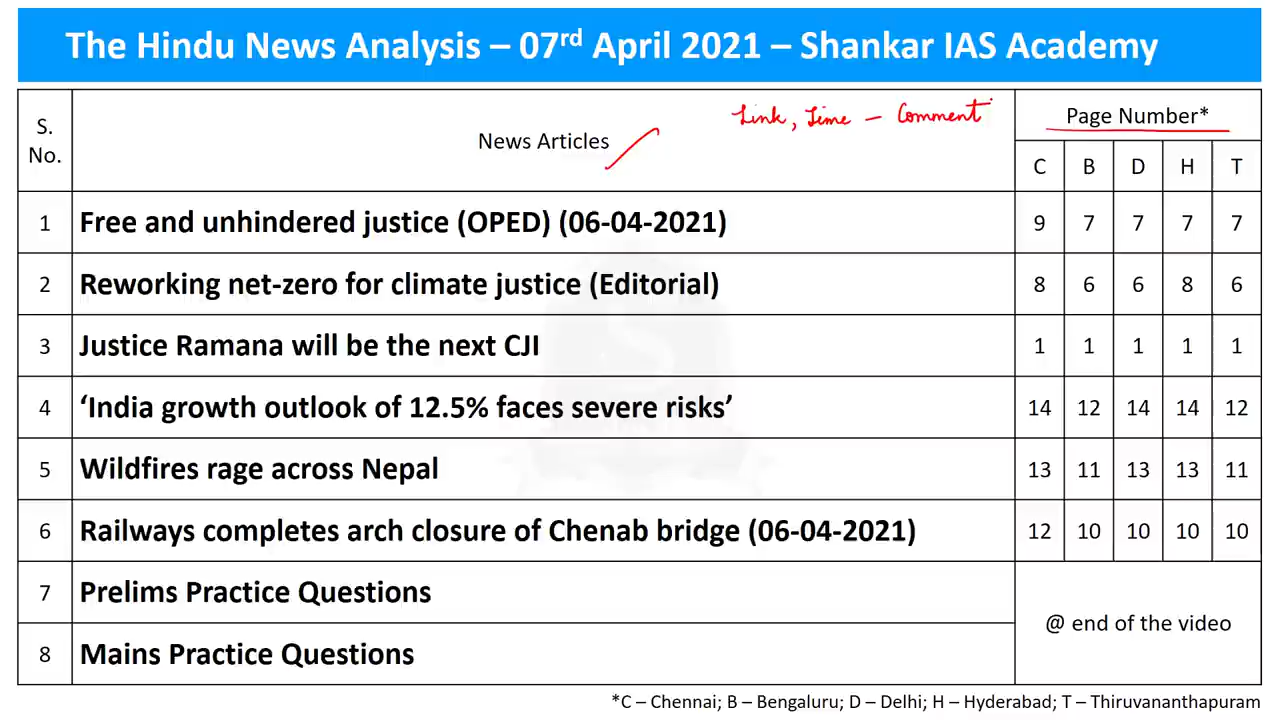 The Hindu News Analysis – 07rd April 2021 – Shankar IAS Academy
S. No. News Articles Link, Time – Comment Page Number*
C B D H T
1 Free and unhindered justice (OPED) (06-04-2021) 9 7 7 7 7
2 Reworking net-zero for climate justice (Editorial) 8 6 6 8 6
3 Justice Ramana will be the next CJI 1 1 1 1 1
4 ‘India growth outlook of 12.5% faces severe risks’ 14 12 14 14 12
5 Wildfires rage across Nepal 13 11 13 13 11
6 Railways completes arch closure of Chenab bridge (06-04-2021) 12 10 10 10 10
7 Prelims Practice Questions
@ end of the video
8 Mains Practice Questions
*C – Chennai; B – Bengaluru; D – Delhi; H – Hyderabad; T – Thiruvananthapuram